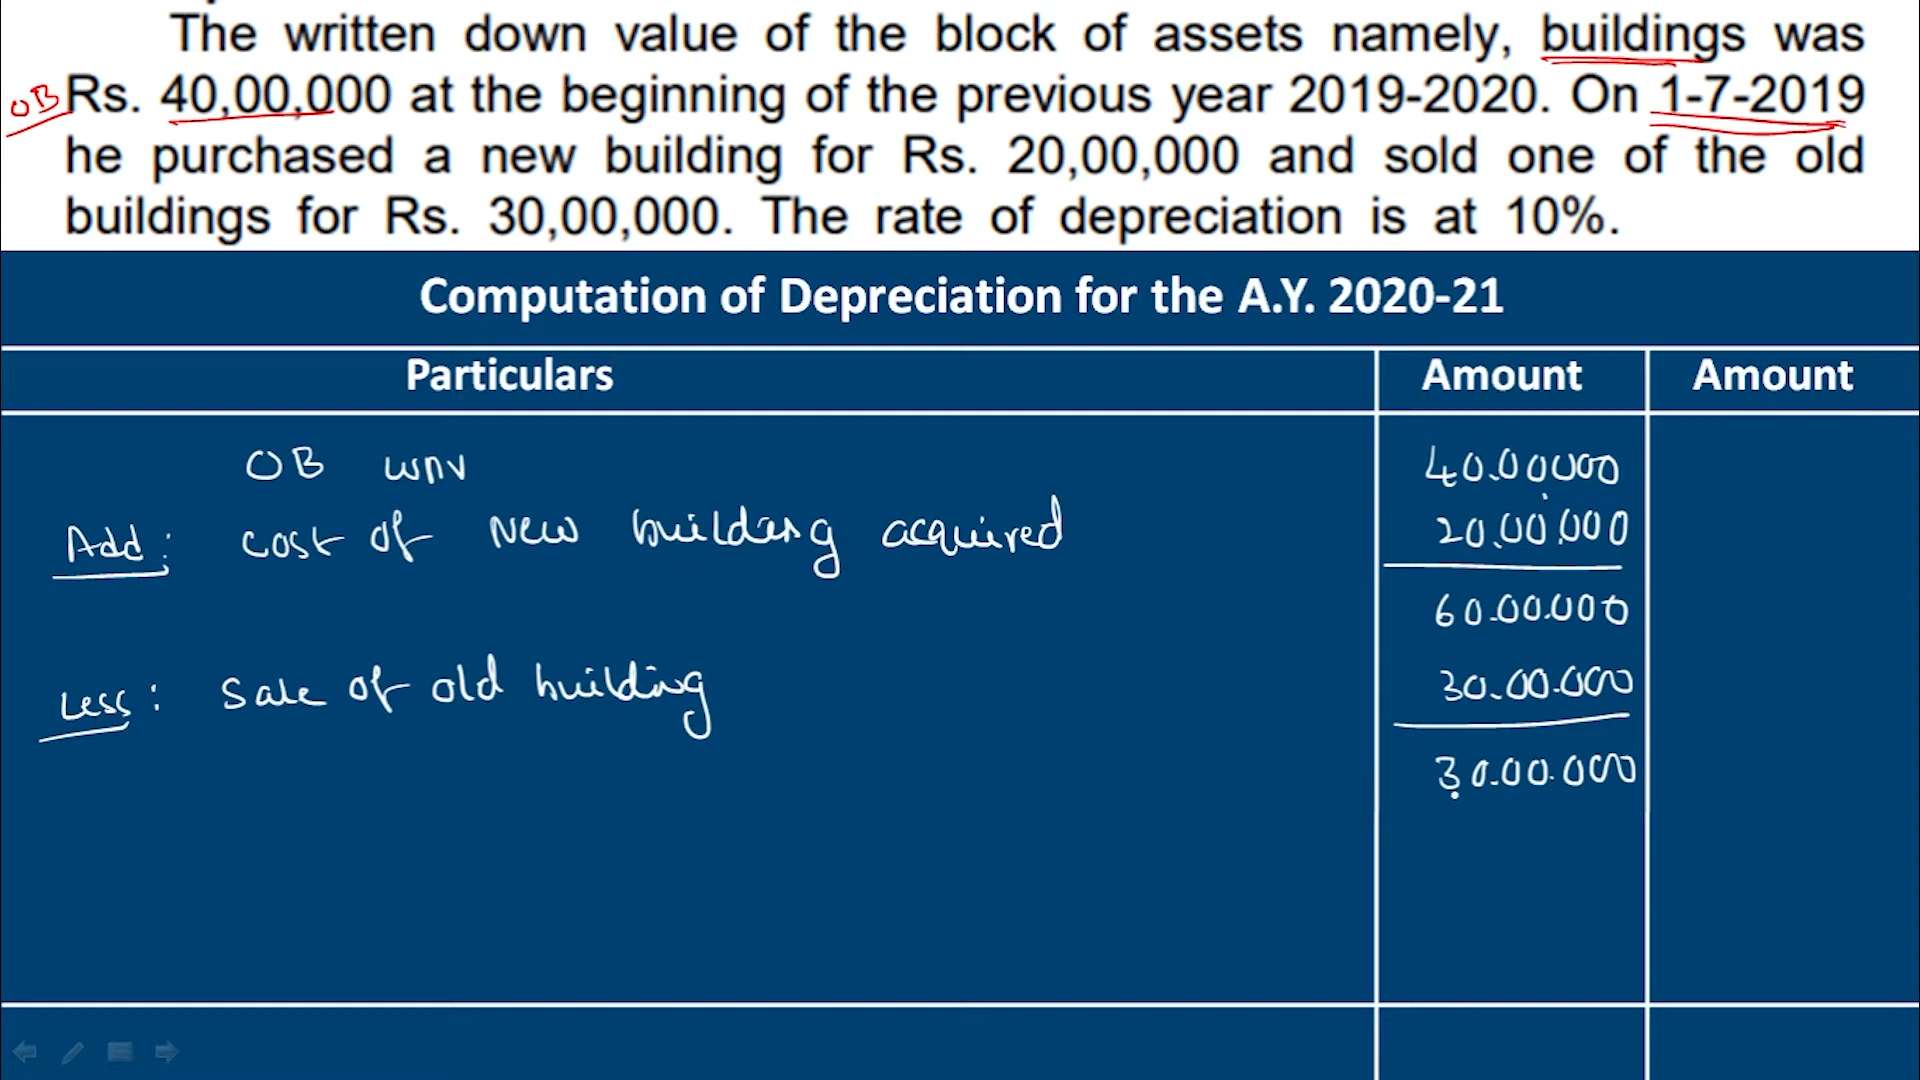 The written down value of the block of assets namely, buildings was
OB Rs. 40,00,000 at the beginning of the previous year 2019-2020. On 1-7-2019
he purchased a new building for Rs. 20,00,000 and sold one of the old
buildings for Rs. 30,00,000. The rate of depreciation is at 10%.
Computation of Depreciation for the A.Y. 2020-21
Particulars Amount Amount
OB WDV 40.00000
Add: cost of New building acquired 20.00.000
60.00.000
Less: Sale of old building 30.00.000
30.00.000